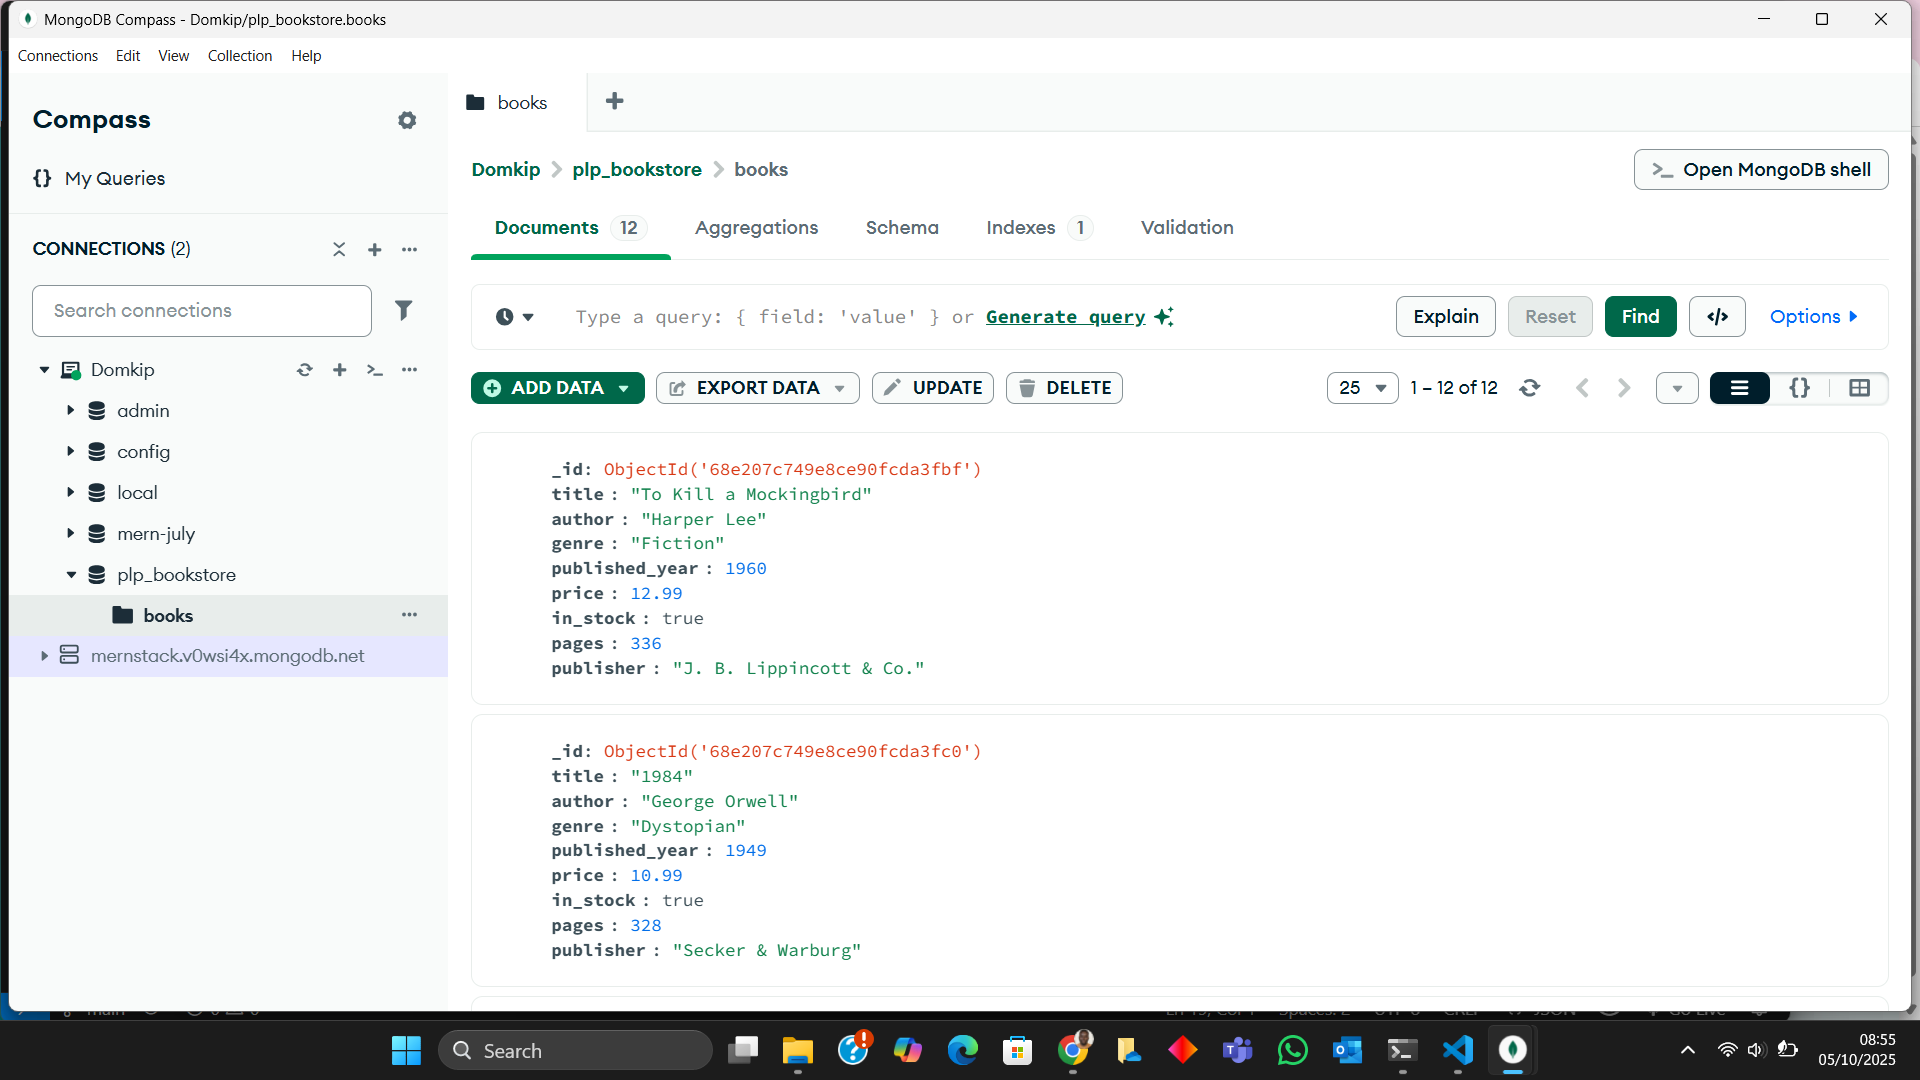 MongoDB Compass - Domkip/plp_bookstore.books
Connections Edit View Collection Help
Compass
books
{} My Queries
Domkip > plp_bookstore > books
>_ Open MongoDB shell
Documents 12 Aggregations Schema Indexes 1 Validation
CONNECTIONS (2)
Search connections
Type a query: { field: 'value' } or Generate query
Explain Reset Find </> Options
Domkip
admin
config
local
mern-july
plp_bookstore
books
mernstack.v0wsi4x.mongodb.net
ADD DATA EXPORT DATA UPDATE DELETE
25 1 – 12 of 12 {}
_id: ObjectId('68e207c749e8ce90fcda3fbf')
title : "To Kill a Mockingbird"
author : "Harper Lee"
genre : "Fiction"
published_year : 1960
price : 12.99
in_stock : true
pages : 336
publisher : "J. B. Lippincott & Co."
_id: ObjectId('68e207c749e8ce90fcda3fc0')
title : "1984"
author : "George Orwell"
genre : "Dystopian"
published_year : 1949
price : 10.99
in_stock : true
pages : 328
publisher : "Secker & Warburg"
Search
08:55
05/10/2025